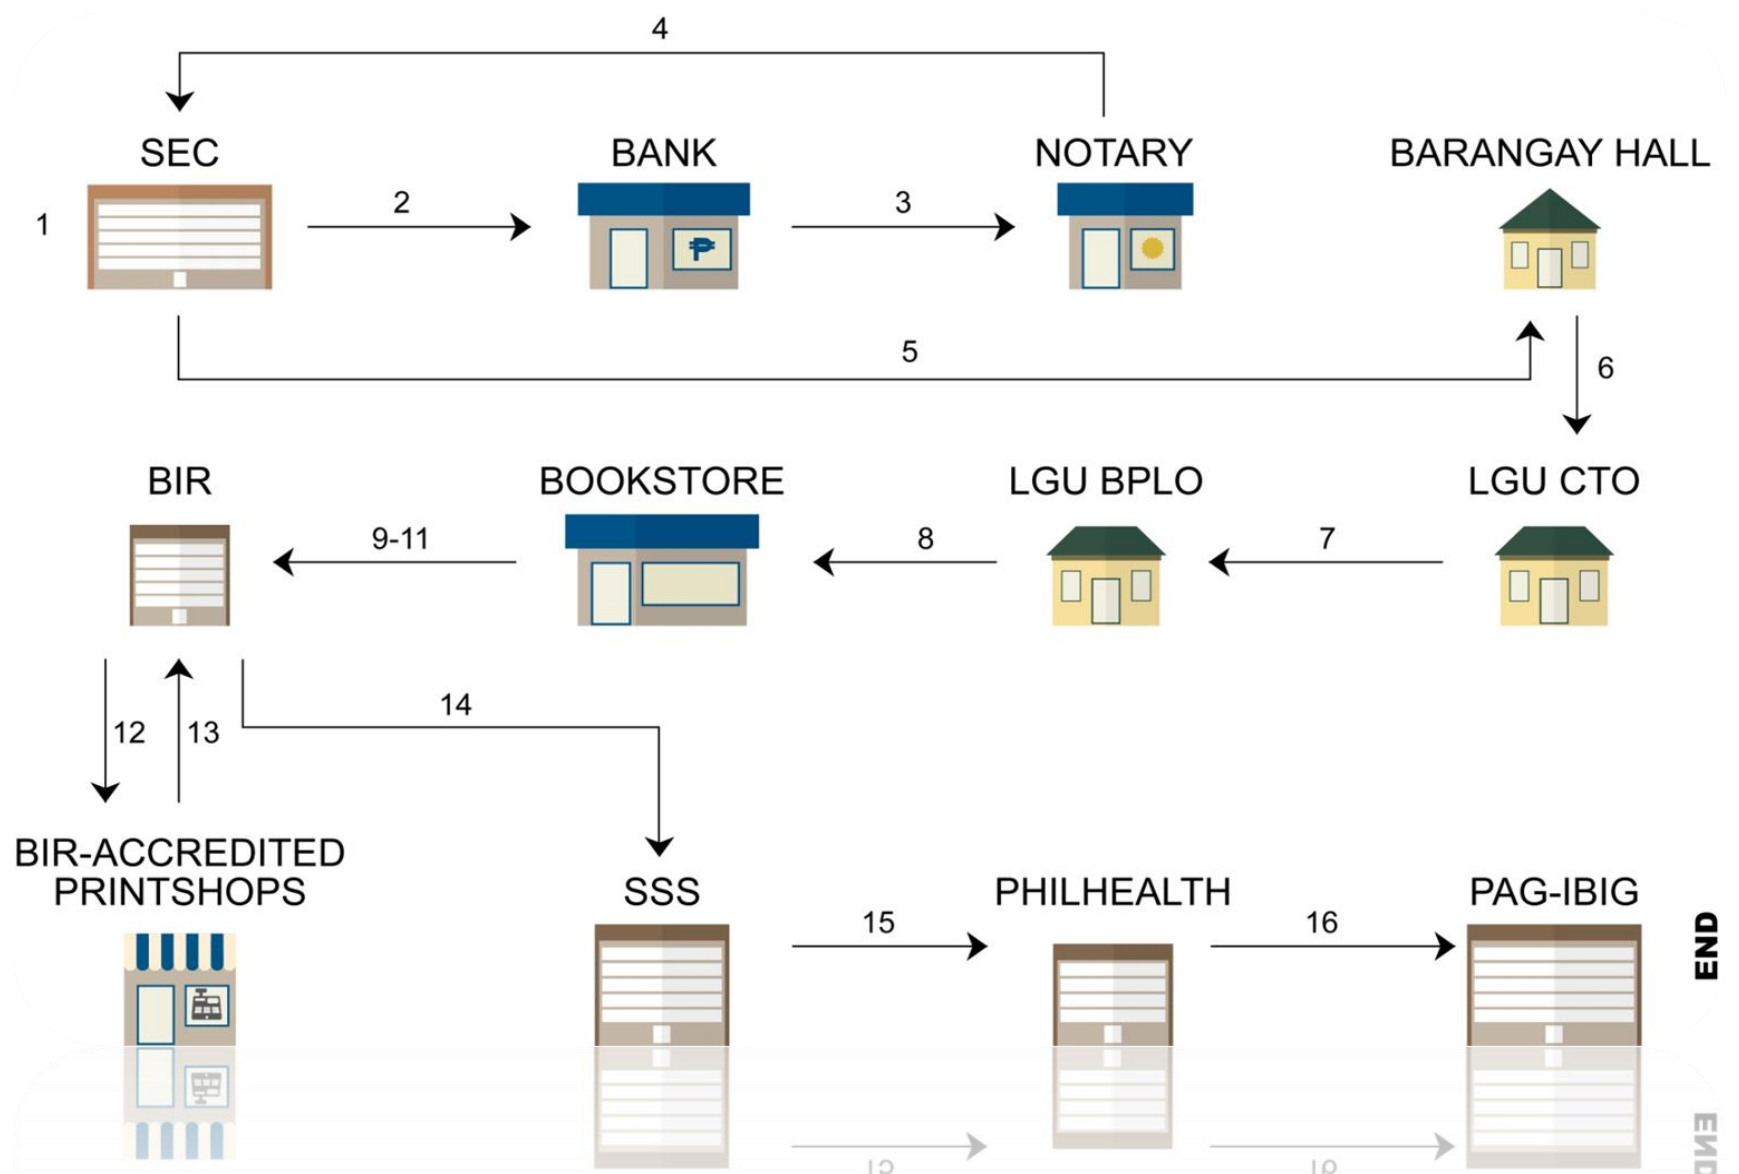 4
SEC
BANK
NOTARY
BARANGAY HALL
1
2
₱
3
5
6
BIR
BOOKSTORE
LGU BPLO
LGU CTO
9-11
8
7
12
13
14
BIR-ACCREDITED
PRINTSHOPS
SSS
PHILHEALTH
PAG-IBIG
15
16
END